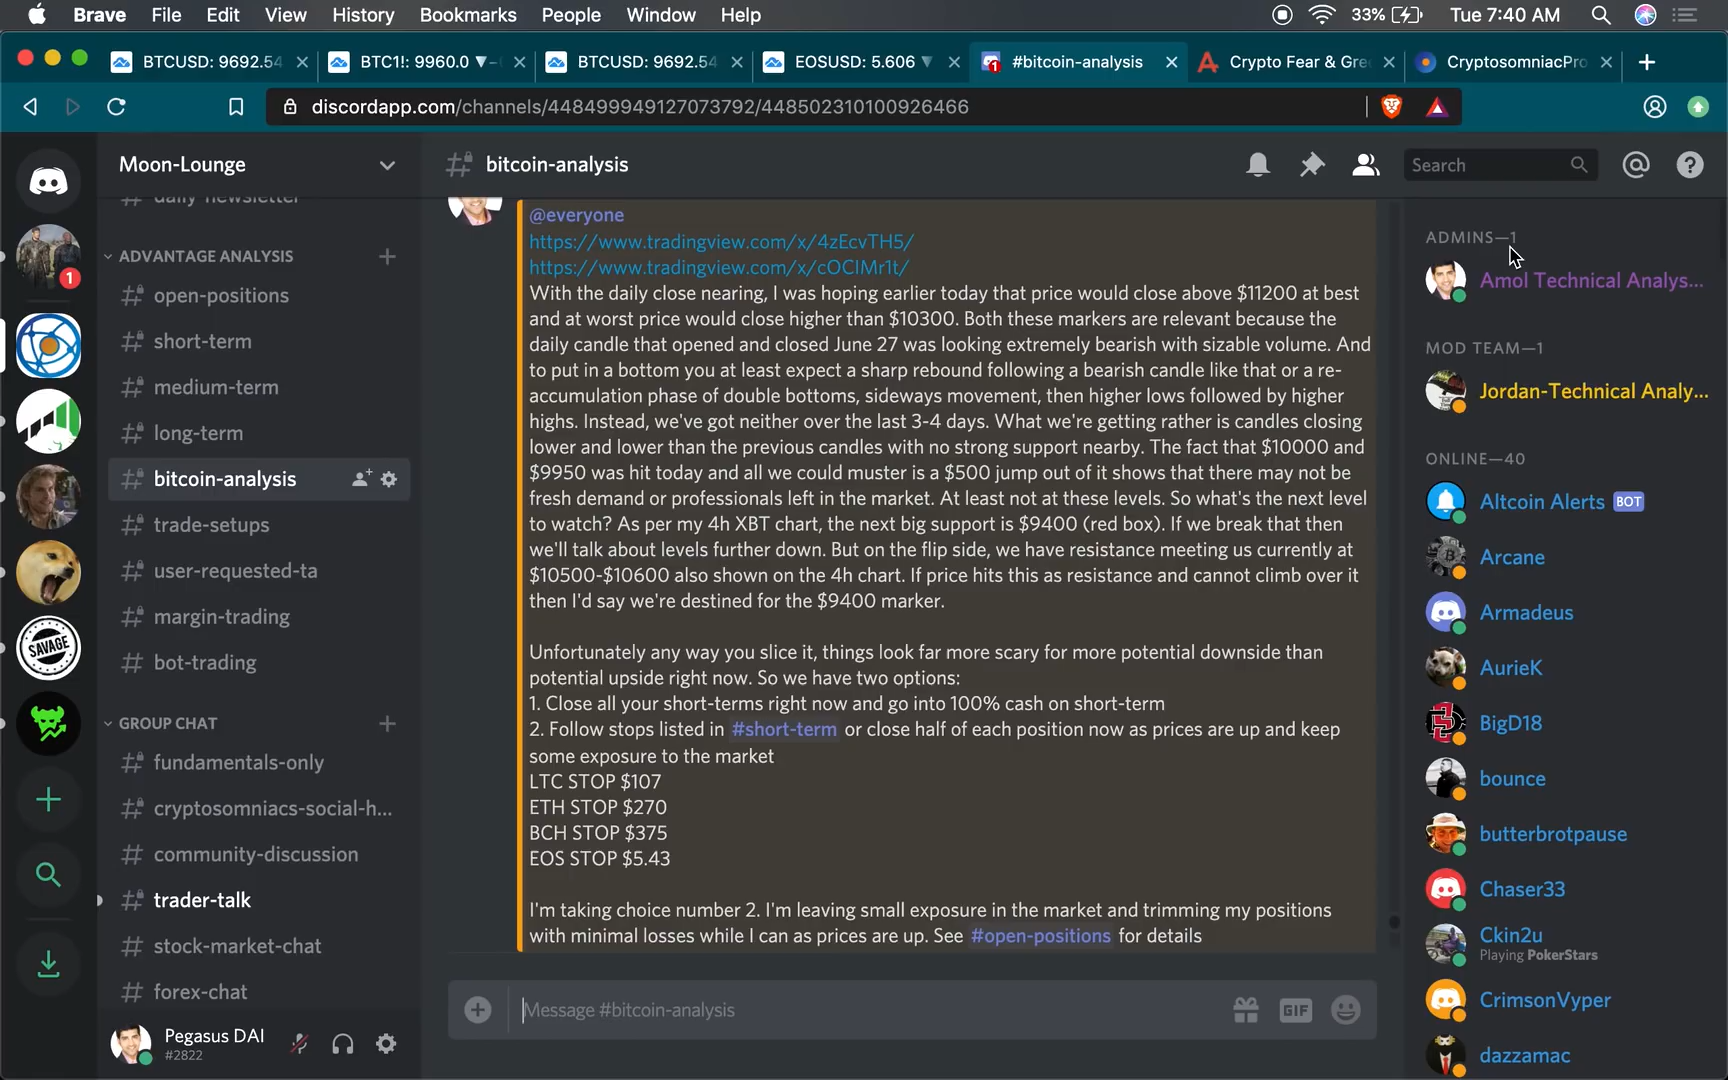 Brave File Edit View History Bookmarks People Window Help 33% Tue 7:40 AM
BTCUSD: 9692.54 BTC1!: 9960.0 ▼ BTCUSD: 9692.54 EOSUSD: 5.606 ▼ #bitcoin-analysis Crypto Fear & Gre CryptosomniacPro
discordapp.com/channels/448499949127073792/448502310100926466
Moon-Lounge
bitcoin-analysis
Search
daily-newsletter
ADVANTAGE ANALYSIS
open-positions
short-term
medium-term
long-term
bitcoin-analysis
trade-setups
user-requested-ta
margin-trading
bot-trading
GROUP CHAT
fundamentals-only
cryptosomniacs-social-h...
community-discussion
trader-talk
stock-market-chat
forex-chat
Pegasus DAI
#2822
1
SAVAGE
@everyone
https://www.tradingview.com/x/4zEcvTH5/
https://www.tradingview.com/x/cOCIMr1t/
With the daily close nearing, I was hoping earlier today that price would close above $11200 at best
and at worst price would close higher than $10300. Both these markers are relevant because the
daily candle that opened and closed June 27 was looking extremely bearish with sizable volume. And
to put in a bottom you at least expect a sharp rebound following a bearish candle like that or a re-
accumulation phase of double bottoms, sideways movement, then higher lows followed by higher
highs. Instead, we've got neither over the last 3-4 days. What we're getting rather is candles closing
lower and lower than the previous candles with no strong support nearby. The fact that $10000 and
$9950 was hit today and all we could muster is a $500 jump out of it shows that there may not be
fresh demand or professionals left in the market. At least not at these levels. So what's the next level
to watch? As per my 4h XBT chart, the next big support is $9400 (red box). If we break that then
we'll talk about levels further down. But on the flip side, we have resistance meeting us currently at
$10500-$10600 also shown on the 4h chart. If price hits this as resistance and cannot climb over it
then I'd say we're destined for the $9400 marker.
Unfortunately any way you slice it, things look far more scary for more potential downside than
potential upside right now. So we have two options:
1. Close all your short-terms right now and go into 100% cash on short-term
2. Follow stops listed in #short-term or close half of each position now as prices are up and keep
some exposure to the market
LTC STOP $107
ETH STOP $270
BCH STOP $375
EOS STOP $5.43
I'm taking choice number 2. I'm leaving small exposure in the market and trimming my positions
with minimal losses while I can as prices are up. See #open-positions for details
Message #bitcoin-analysis
GIF
ADMINS—1
Amol Technical Analys...
MOD TEAM—1
Jordan-Technical Analy...
ONLINE—40
Altcoin Alerts BOT
Arcane
Armadeus
AurieK
BigD18
bounce
butterbrotpause
Chaser33
Ckin2u
Playing PokerStars
CrimsonVyper
dazzamac